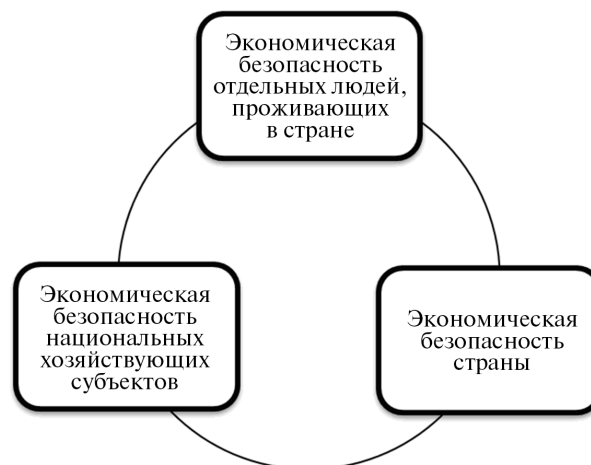 Экономическая
безопасность
отдельных людей,
проживающих
в стране
Экономическая
безопасность
национальных
хозяйствующих
субъектов
Экономическая
безопасность
страны